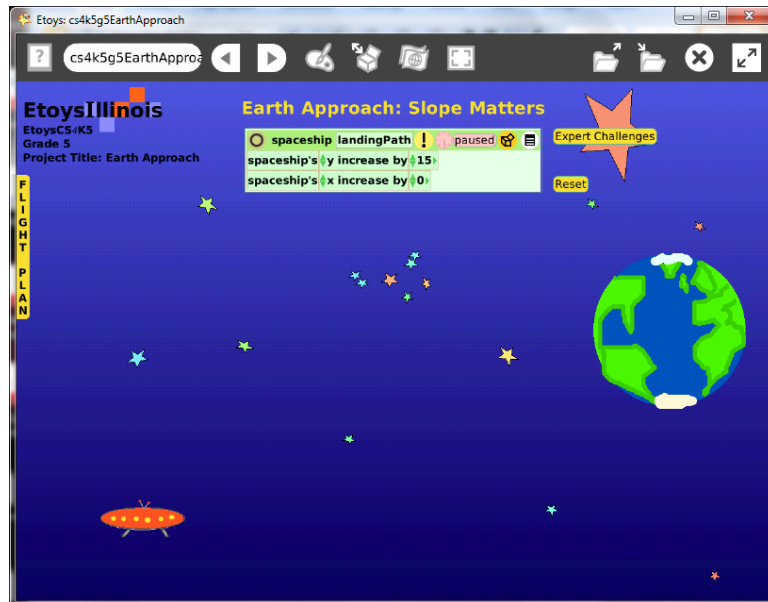 Etoys: cs4k5g5EarthApproach
? cs4k5g5EarthApproa
EtoysIllinois
EtoysCS4K5
Grade 5
Project Title: Earth Approach
Earth Approach: Slope Matters
spaceship landingPath ! paused
spaceship's y increase by 15
spaceship's x increase by 0
Expert Challenges
Reset
FLIGHT PLAN